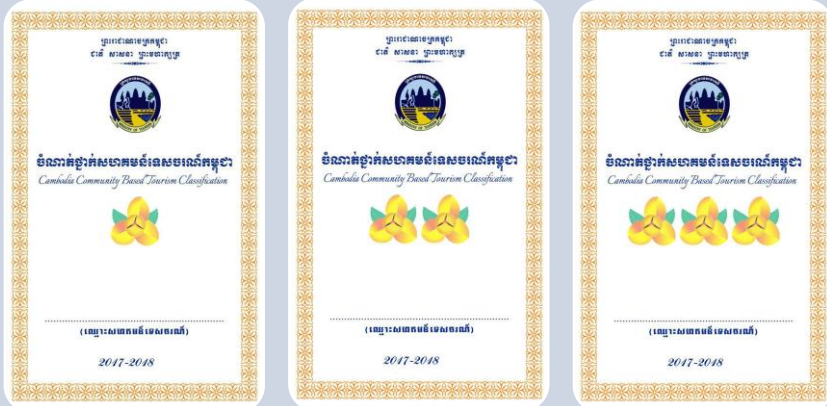 ព្រះរាជាណាចក្រកម្ពុជា
ជាតិ សាសនា ព្រះមហាក្សត្រ
ចំណាត់ថ្នាក់សហគមន៍ទេសចរណ៍កម្ពុជា
Cambodia Community Based Tourism Classification
(ឈ្មោះសហគមន៍ទេសចរណ៍)
2017-2018
ព្រះរាជាណាចក្រកម្ពុជា
ជាតិ សាសនា ព្រះមហាក្សត្រ
ចំណាត់ថ្នាក់សហគមន៍ទេសចរណ៍កម្ពុជា
Cambodia Community Based Tourism Classification
(ឈ្មោះសហគមន៍ទេសចរណ៍)
2017-2018
ព្រះរាជាណាចក្រកម្ពុជា
ជាតិ សាសនា ព្រះមហាក្សត្រ
ចំណាត់ថ្នាក់សហគមន៍ទេសចរណ៍កម្ពុជា
Cambodia Community Based Tourism Classification
(ឈ្មោះសហគមន៍ទេសចរណ៍)
2017-2018